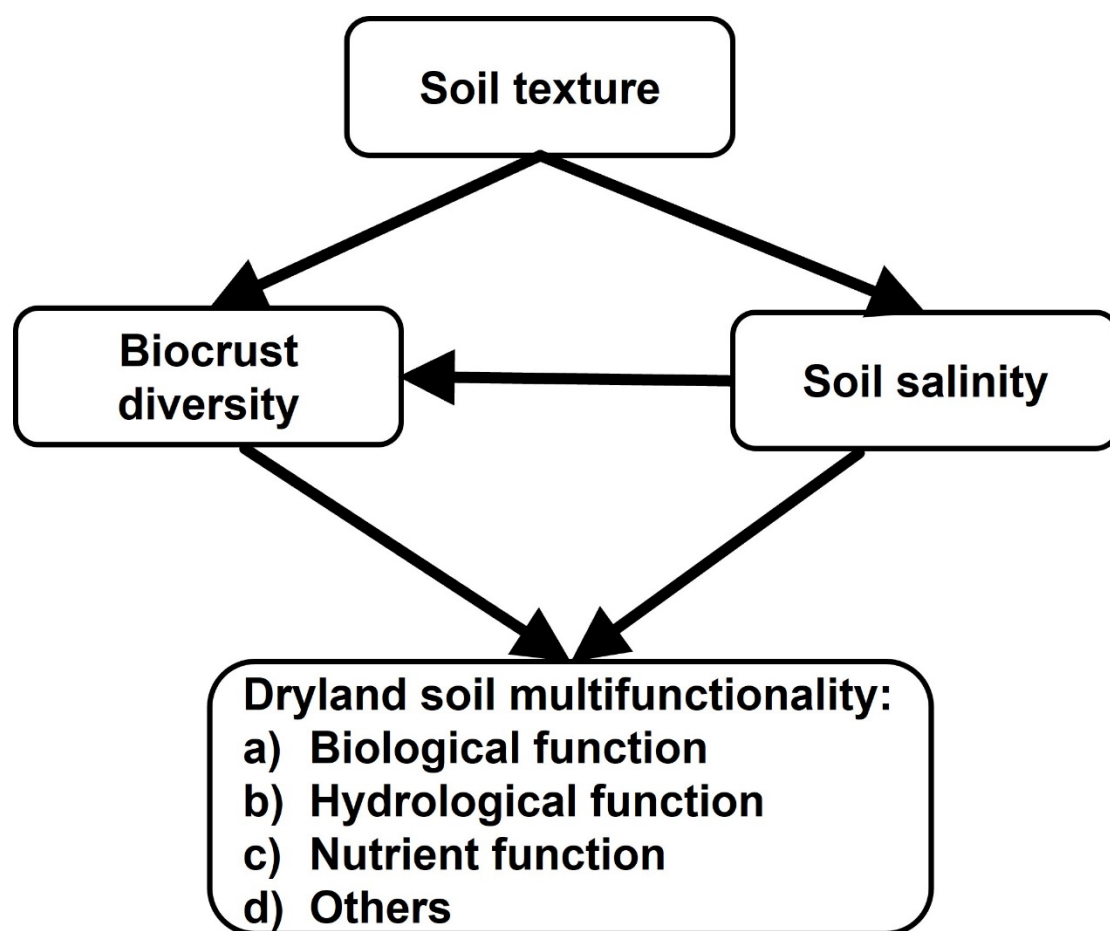 Soil texture
Biocrust
diversity
Soil salinity
Dryland soil multifunctionality:
a) Biological function
b) Hydrological function
c) Nutrient function
d) Others